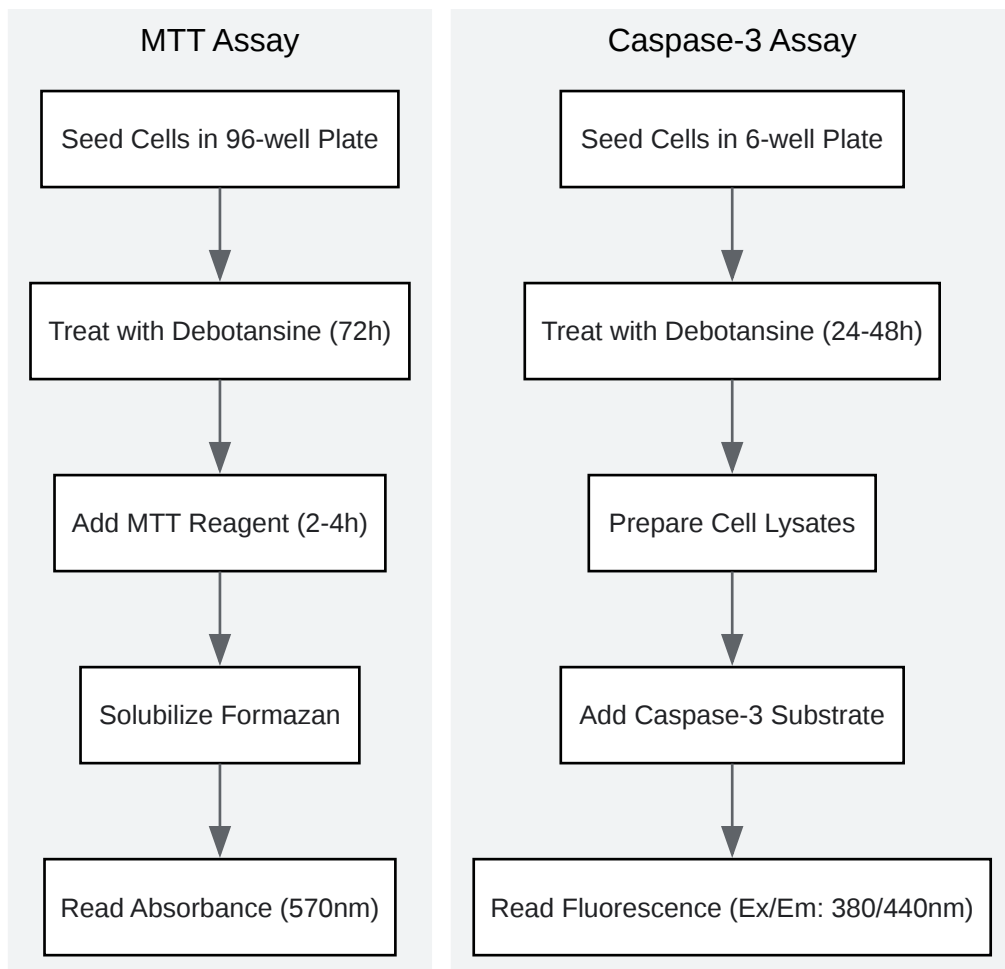 MTT Assay
Seed Cells in 96-well Plate
Treat with Debotansine (72h)
Add MTT Reagent (2-4h)
Solubilize Formazan
Read Absorbance (570nm)
Caspase-3 Assay
Seed Cells in 6-well Plate
Treat with Debotansine (24-48h)
Prepare Cell Lysates
Add Caspase-3 Substrate
Read Fluorescence (Ex/Em: 380/440nm)